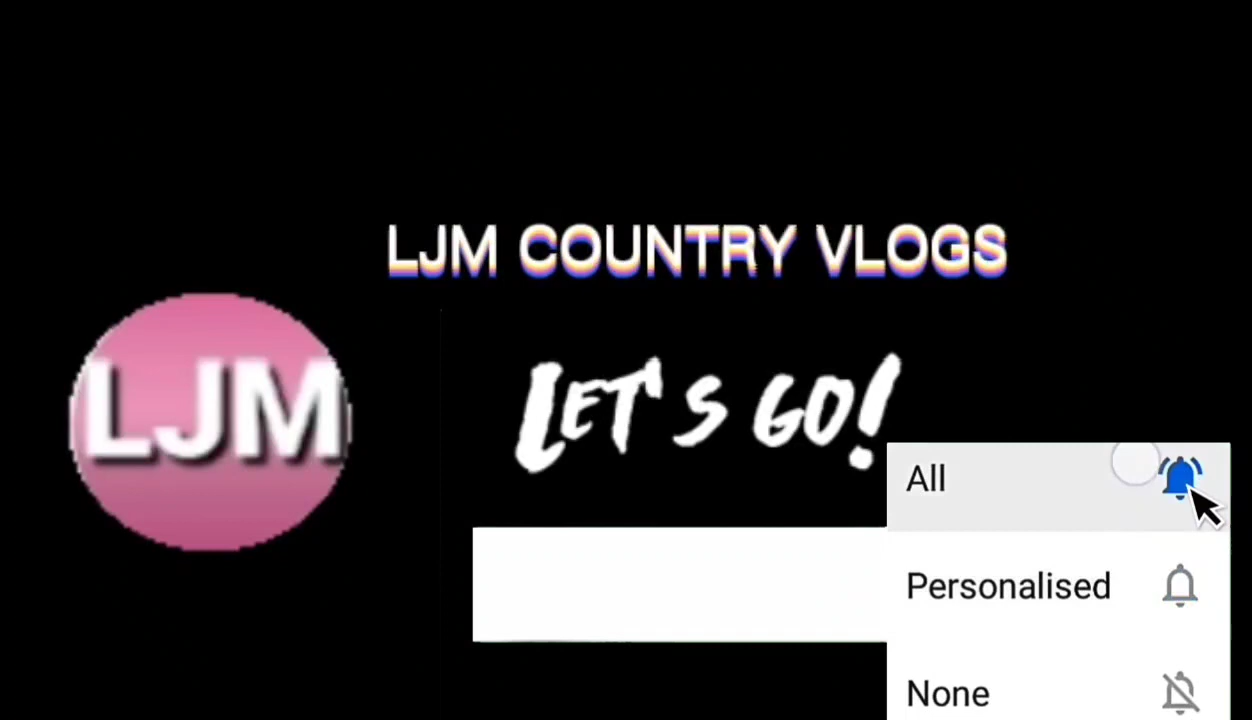 LJM COUNTRY VLOGS
LJM
LET'S GO!
All
Personalised
None